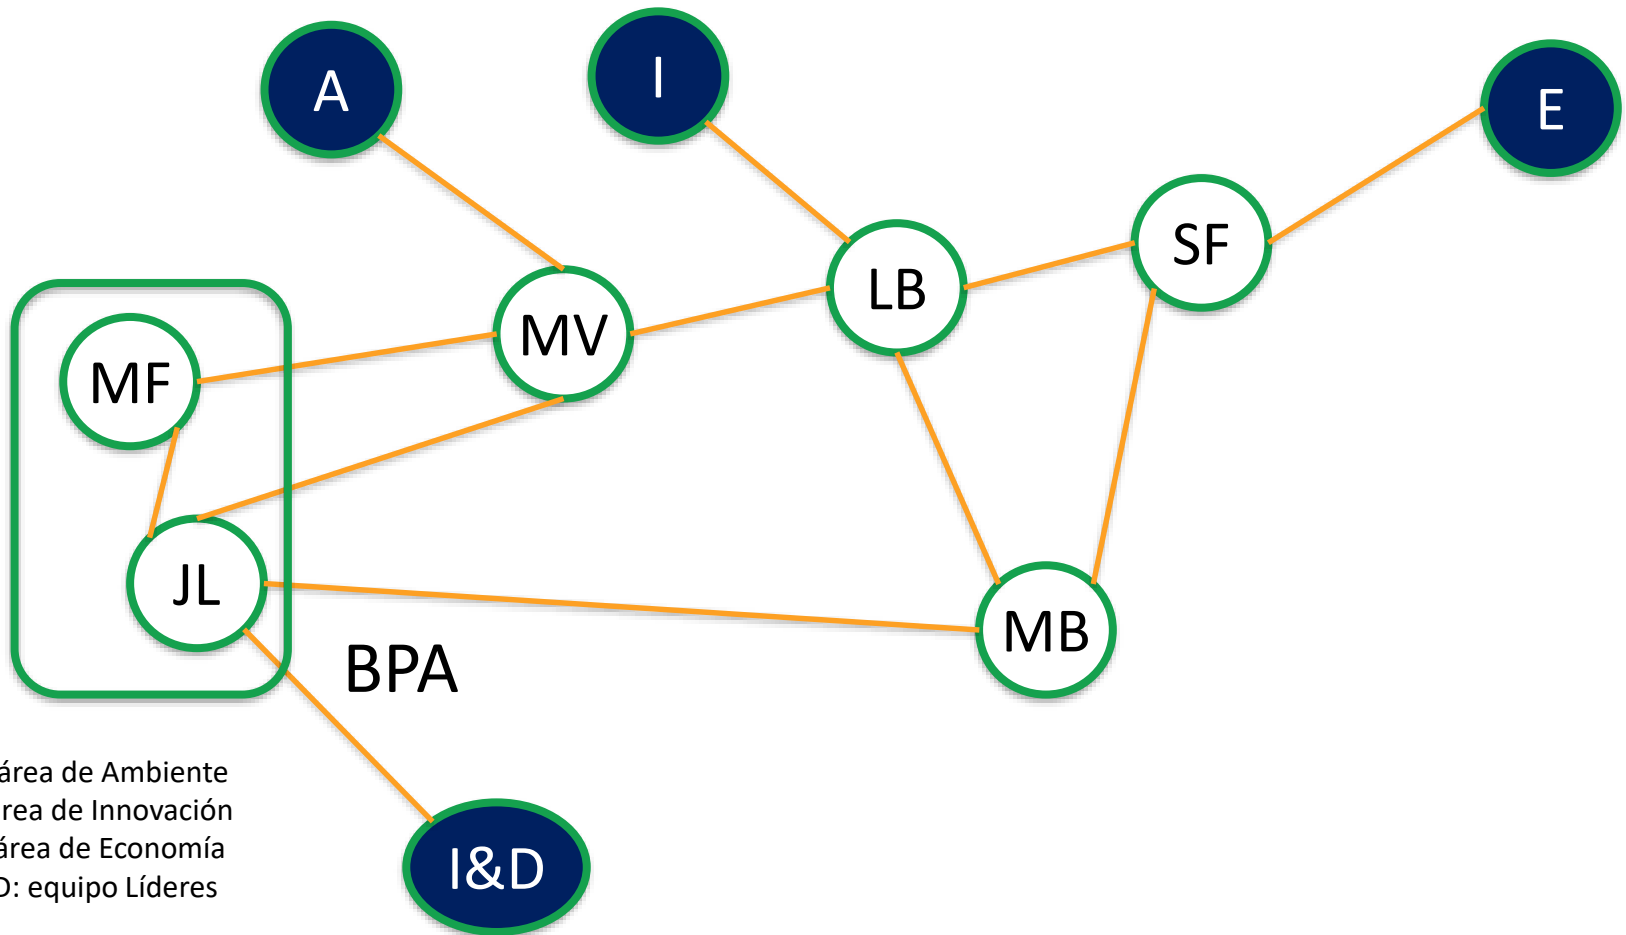 A
I
E
SF
LB
MV
MF
JL
MB
BPA
área de Ambiente
rea de Innovación
área de Economía
D: equipo Líderes
I&D